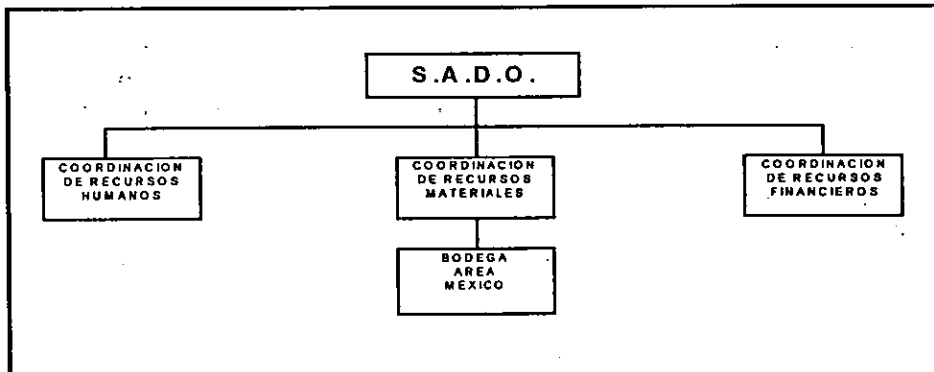 S.A.D.O.
COORDINACION
DE RECURSOS
HUMANOS
COORDINACION
DE RECURSOS
MATERIALES
COORDINACION
DE RECURSOS
FINANCIEROS
BODEGA
AREA
MEXICO